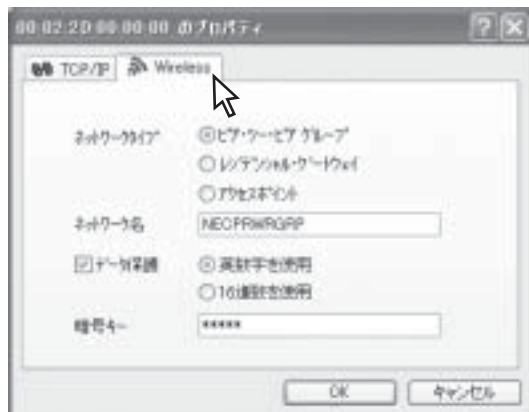 00:02:2D:00:00:00 のプロパティ
TCP/IP Wireless
ネットワークタイプ ピア・ツー・ピア グループ
レジデンシャル・ゲートウェイ
アクセスポイント
ネットワーク名 NECPRWRGRP
データ保護 英数字を使用
16進数を使用
暗号キー *****
OK キャンセル